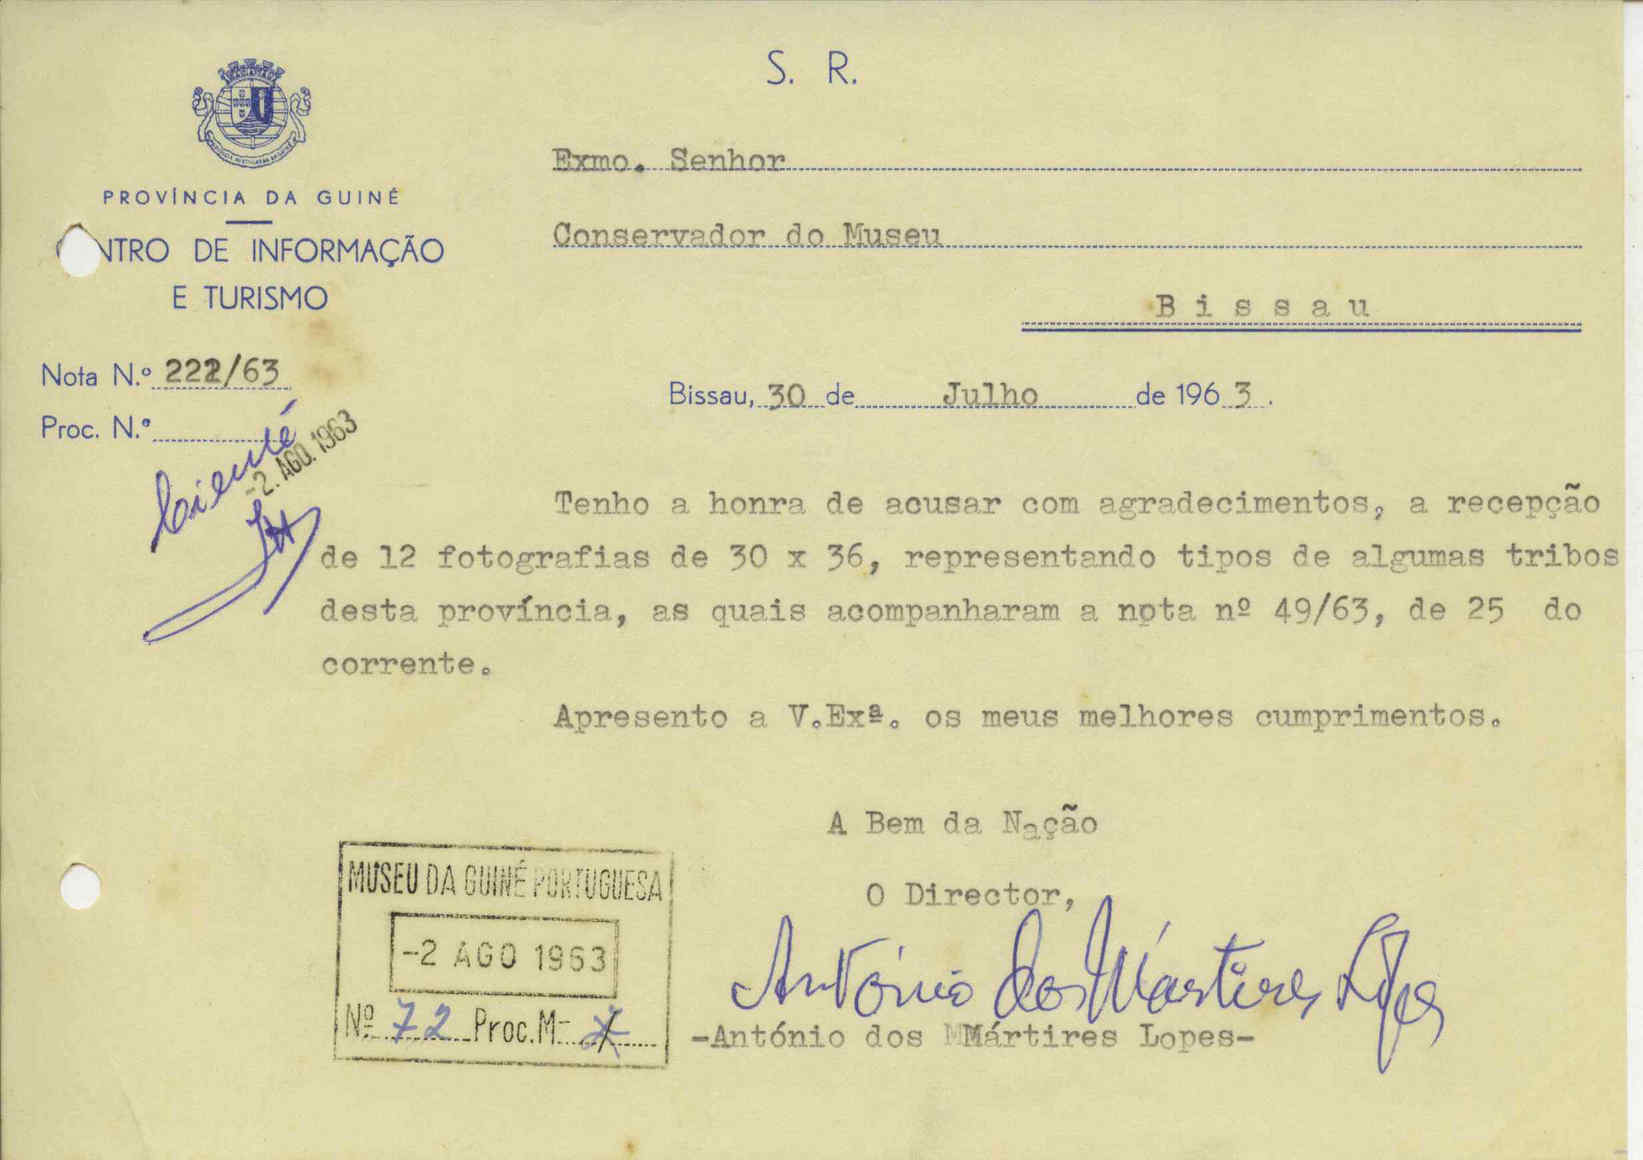 S. R.
PROVÍNCIA DA GUINÉ
CENTRO DE INFORMAÇÃO
E TURISMO
Exmo. Senhor
Conservador do Museu
Bissau
Nota N.º 222/63
Proc. N.º
Bissau, 30 de Julho de 1963.
Ciente
-2. AGO. 1963
Tenho a honra de acusar com agradecimentos, a recepção
de 12 fotografias de 30 x 36, representando tipos de algumas tribos
desta província, as quais acompanharam a nota nº 49/63, de 25 do
corrente.
Apresento a V.Exª. os meus melhores cumprimentos.
A Bem da Nação
O Director,
António dos Mártires Lopes
-António dos Mártires Lopes-
MUSEU DA GUINÉ PORTUGUESA
-2 AGO 1963
Nº 72 Proc. M-